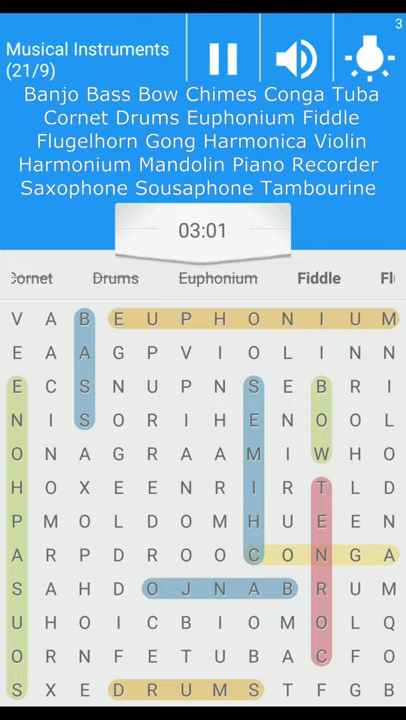 3
Musical Instruments
(21/9)
Banjo Bass Bow Chimes Conga Tuba
Cornet Drums Euphonium Fiddle
Flugelhorn Gong Harmonica Violin
Harmonium Mandolin Piano Recorder
Saxophone Sousaphone Tambourine
03:01
Cornet Drums Euphonium Fiddle Fl
V A B E U P H O N I U M
E A A G P V I O L I N N
E C S N U P N S E B R I
N I S O R I H E N O O L
O N A G R A A M I W H O
H O X E E N R I R T L D
P M O L D O M H U E E N
A R P D R O O C O N G A
S A H D O J N A B R U M
U H O I C B I O M O L Q
O R N F E T U B A C F O
S X E D R U M S T F G B